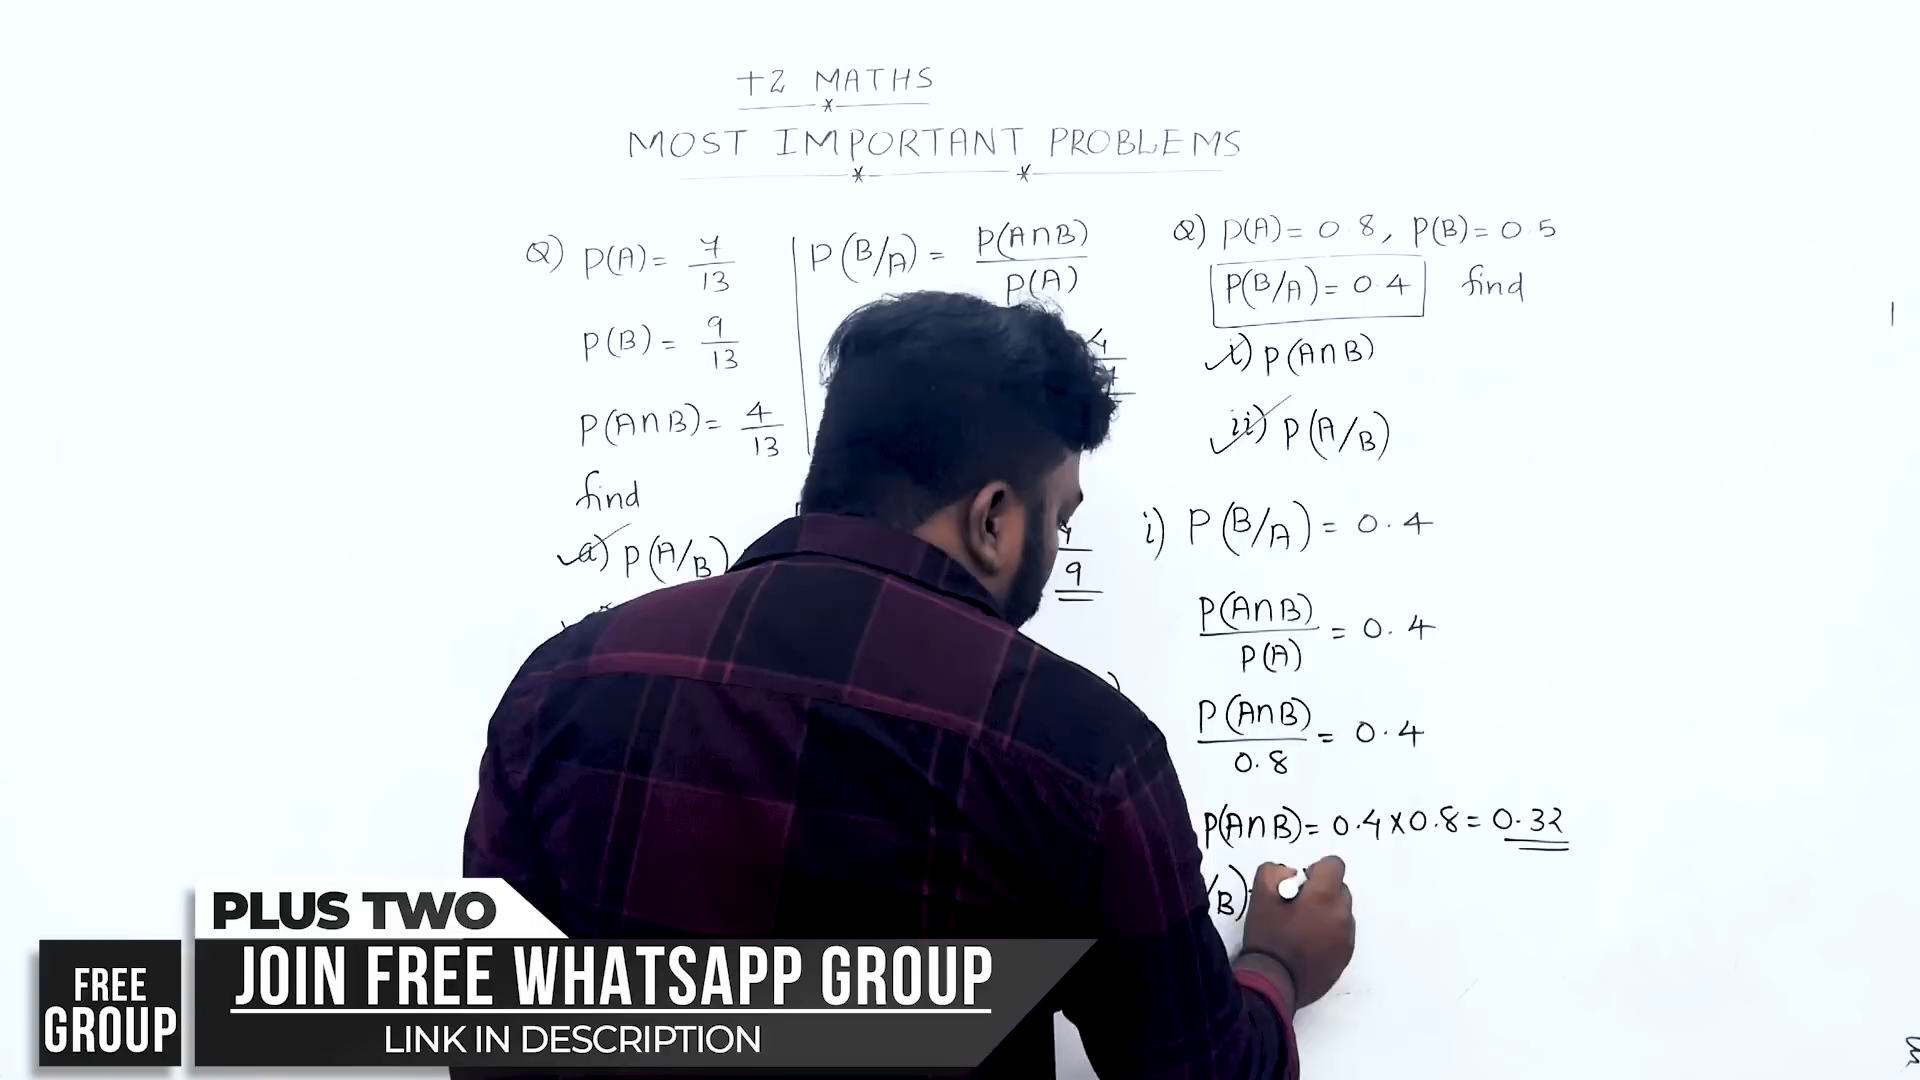 +2 MATHS
MOST IMPORTANT PROBLEMS
Q) P(A) = 7/13
P(B) = 9/13
P(A∩B) = 4/13
find
a) P(A/B)
P(B/A) = P(A∩B)/P(A)
4
9
Q) P(A) = 0.8, P(B) = 0.5
P(B/A) = 0.4 find
i) P(A∩B)
ii) P(A/B)
i) P(B/A) = 0.4
P(A∩B)/P(A) = 0.4
P(A∩B)/0.8 = 0.4
P(A∩B) = 0.4 × 0.8 = 0.32
/B)
PLUS TWO
FREE GROUP
JOIN FREE WHATSAPP GROUP
LINK IN DESCRIPTION